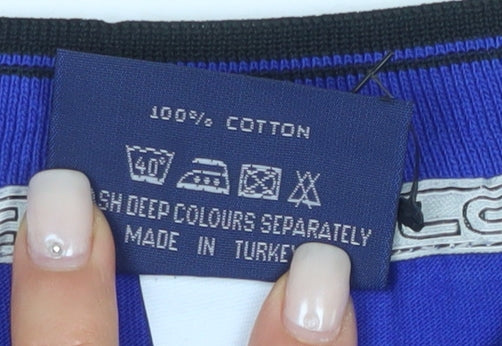 100% COTTON
40°
ASH DEEP COLOURS SEPARATELY
MADE IN TURKEY